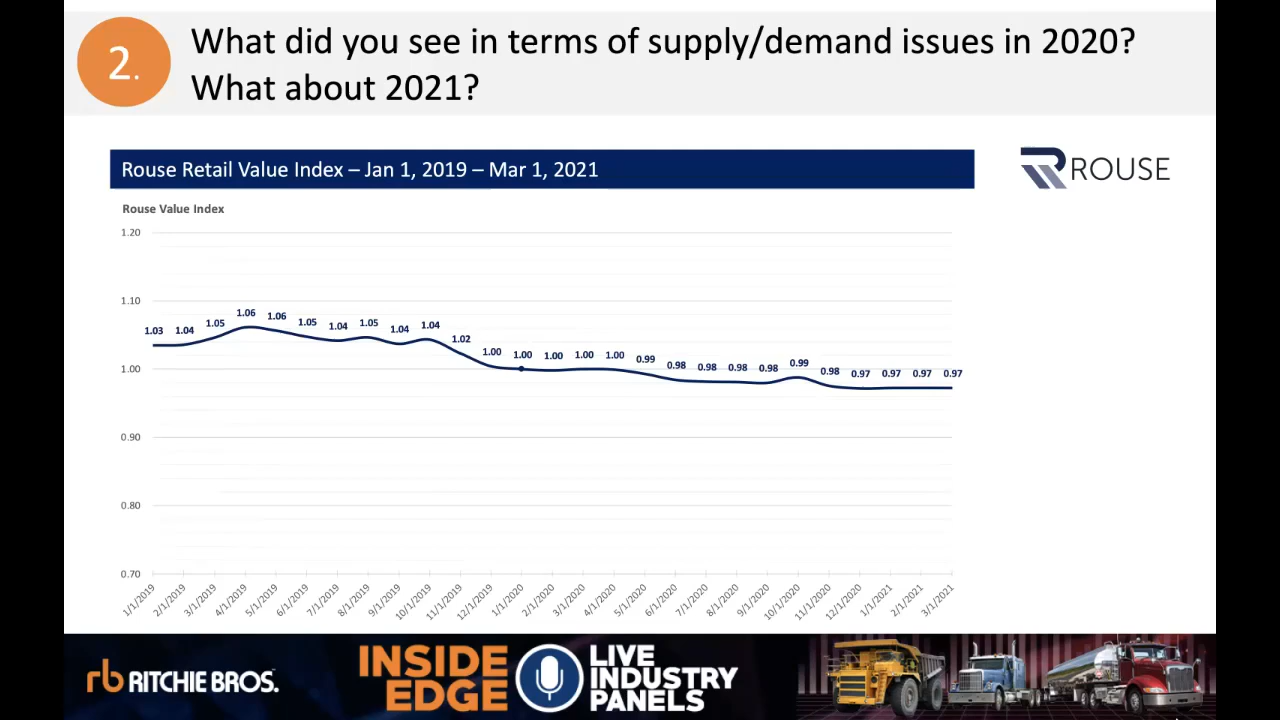 2.
What did you see in terms of supply/demand issues in 2020?
What about 2021?
Rouse Retail Value Index – Jan 1, 2019 – Mar 1, 2021
ROUSE
Rouse Value Index
1.20
1.10
1.00
0.90
0.80
0.70
1.03 1.04 1.05 1.06 1.06 1.05 1.04 1.05 1.04 1.04 1.02 1.00 1.00 1.00 1.00 1.00 0.99 0.98 0.98 0.98 0.98 0.99 0.98 0.97 0.97 0.97 0.97
1/1/2019 2/1/2019 3/1/2019 4/1/2019 5/1/2019 6/1/2019 7/1/2019 8/1/2019 9/1/2019 10/1/2019 11/1/2019 12/1/2019 1/1/2020 2/1/2020 3/1/2020 4/1/2020 5/1/2020 6/1/2020 7/1/2020 8/1/2020 9/1/2020 10/1/2020 11/1/2020 12/1/2020 1/1/2021 2/1/2021 3/1/2021
rb RITCHIE BROS.
INSIDE
EDGE
LIVE
INDUSTRY
PANELS